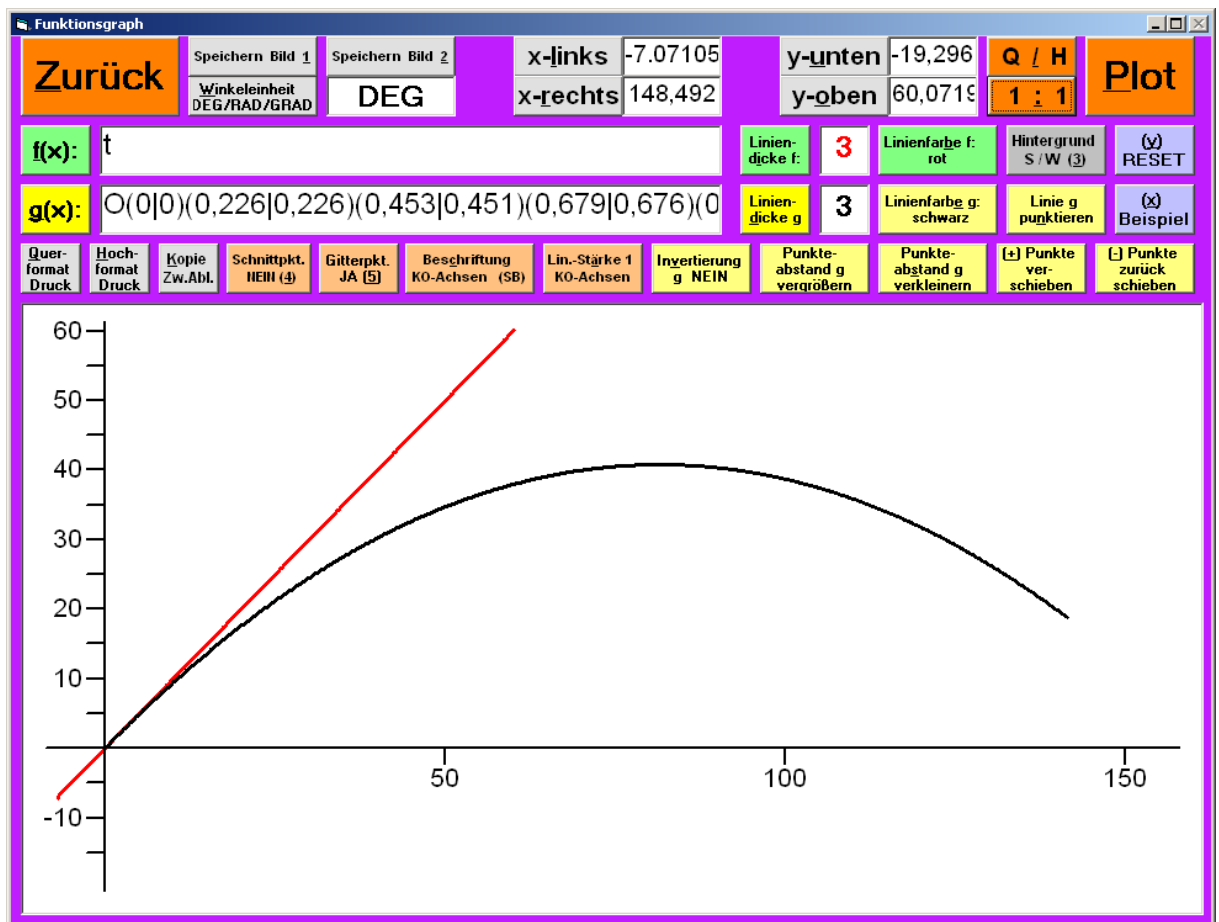 Funktionsgraph
Zurück
Speichern Bild 1
Speichern Bild 2
x-links
-7.07105
y-unten
-19,296
Q / H
Plot
Winkeleinheit
DEG/RAD/GRAD
DEG
x-rechts
148,492
y-oben
60,0719
1 : 1
f(x):
t
Linien-
dicke f:
3
Linienfarbe f:
rot
Hintergrund
S / W (3)
(y)
RESET
g(x):
O(0|0)(0,226|0,226)(0,453|0,451)(0,679|0,676)(0
Linien-
dicke g
3
Linienfarbe g:
schwarz
Linie g
punktieren
(x)
Beispiel
Quer-
format
Druck
Hoch-
format
Druck
Kopie
Zw.Abl.
Schnittpkt.
NEIN (4)
Gitterpkt.
JA (5)
Beschriftung
KO-Achsen (SB)
Lin.-Stärke 1
KO-Achsen
Invertierung
g NEIN
Punkte-
abstand g
vergrößern
Punkte-
abstand g
verkleinern
(+) Punkte
ver-
schieben
(-) Punkte
zurück
schieben
60
50
40
30
20
10
-10
50
100
150